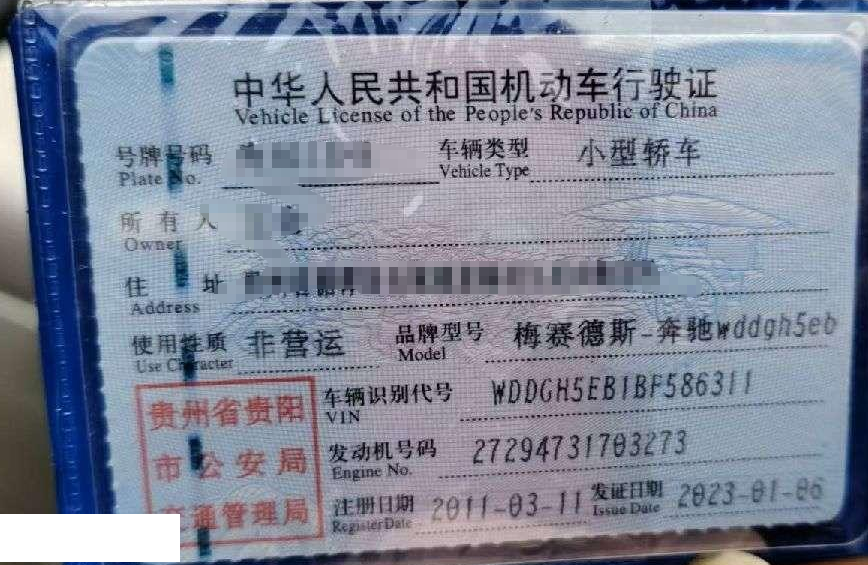 中华人民共和国机动车行驶证
Vehicle License of the People's Republic of China
号牌号码 车辆类型 小型轿车
Plate No. Vehicle Type
所有人
Owner
住址
Address
使用性质 非营运 品牌型号 梅赛德斯-奔驰wddgh5eb
Use Character Model
贵州省贵阳
市公安局
交通管理局
车辆识别代号 WDDGH5EB1BF586311
VIN
发动机号码 27294731703273
Engine No.
注册日期 2011-03-11 发证日期 2023-01-06
Register Date Issue Date